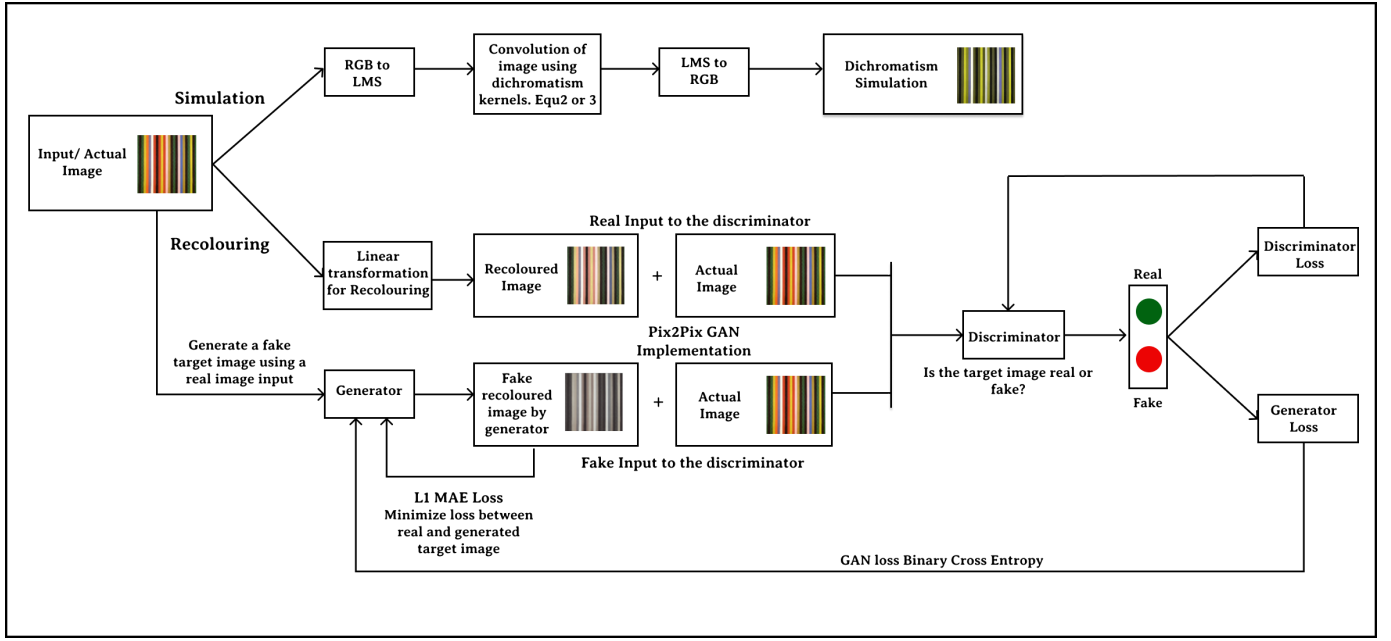 RGB to
LMS
Convolution of
image using
dichromatism
kernels. Equ2 or 3
LMS to
RGB
Dichromatism
Simulation
Simulation
Input/ Actual
Image
Recolouring
Real Input to the discriminator
Linear
transformation
for Recolouring
Recoloured
Image
+
Actual
Image
Discriminator
Loss
Real
Pix2Pix GAN
Implementation
Discriminator
Is the target image real or
fake?
Fake
Generate a fake
target image using a
real image input
Generator
Fake
recoloured
image by
generator
+
Actual
Image
Generator
Loss
Fake Input to the discriminator
L1 MAE Loss
Minimize loss between
real and generated
target image
GAN loss Binary Cross Entropy